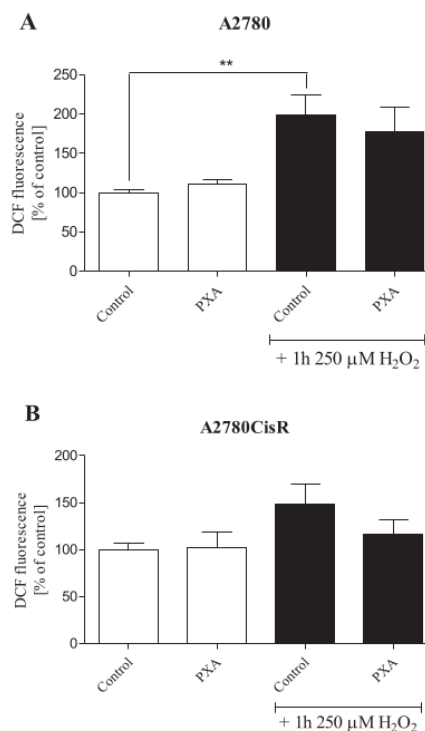 A
A2780
**
DCF fluorescence
[% of control]
250
200
150
100
50
0
Control
PXA
Control
PXA
+ 1h 250 μM H₂O₂
B
A2780CisR
DCF fluorescence
[% of control]
200
150
100
50
0
Control
PXA
Control
PXA
+ 1h 250 μM H₂O₂